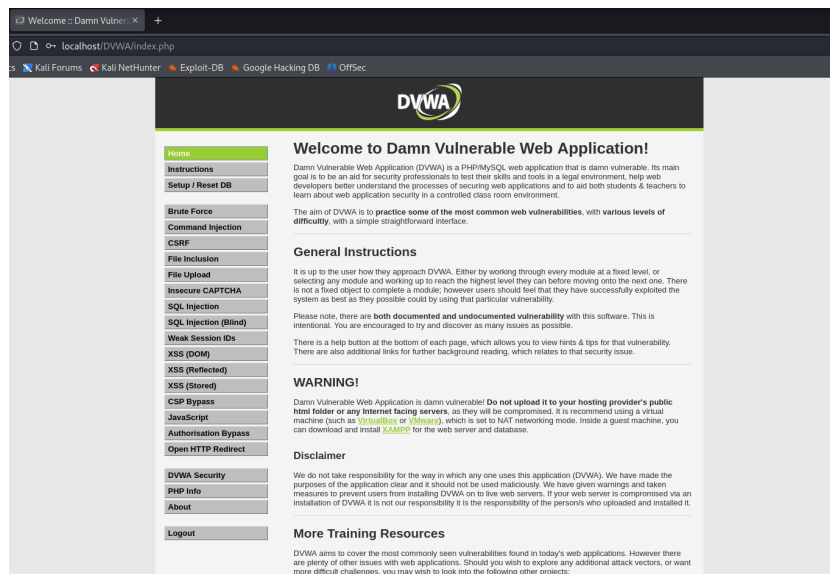 Welcome :: Damn Vulnera
localhost/DVWA/index.php
cs Kali Forums Kali NetHunter Exploit-DB Google Hacking DB OffSec
DVWA
Home
Instructions
Setup / Reset DB
Brute Force
Command Injection
CSRF
File Inclusion
File Upload
Insecure CAPTCHA
SQL Injection
SQL Injection (Blind)
Weak Session IDs
XSS (DOM)
XSS (Reflected)
XSS (Stored)
CSP Bypass
JavaScript
Authorisation Bypass
Open HTTP Redirect
DVWA Security
PHP Info
About
Logout
Welcome to Damn Vulnerable Web Application!
Damn Vulnerable Web Application (DVWA) is a PHP/MySQL web application that is damn vulnerable. Its main
goal is to be an aid for security professionals to test their skills and tools in a legal environment, help web
developers better understand the processes of securing web applications and to aid both students & teachers to
learn about web application security in a controlled class room environment.
The aim of DVWA is to practice some of the most common web vulnerabilities, with various levels of
difficultly, with a simple straightforward interface.
General Instructions
It is up to the user how they approach DVWA. Either by working through every module at a fixed level, or
selecting any module and working up to reach the highest level they can before moving onto the next one. There
is not a fixed object to complete a module; however users should feel that they have successfully exploited the
system as best as they possible could by using that particular vulnerability.
Please note, there are both documented and undocumented vulnerability with this software. This is
intentional. You are encouraged to try and discover as many issues as possible.
There is a help button at the bottom of each page, which allows you to view hints & tips for that vulnerability.
There are also additional links for further background reading, which relates to that security issue.
WARNING!
Damn Vulnerable Web Application is damn vulnerable! Do not upload it to your hosting provider's public
html folder or any Internet facing servers, as they will be compromised. It is recommend using a virtual
machine (such as VirtualBox or VMware), which is set to NAT networking mode. Inside a guest machine, you
can download and install XAMPP for the web server and database.
Disclaimer
We do not take responsibility for the way in which any one uses this application (DVWA). We have made the
purposes of the application clear and it should not be used maliciously. We have given warnings and taken
measures to prevent users from installing DVWA on to live web servers. If your web server is compromised via an
installation of DVWA it is not our responsibility it is the responsibility of the person/s who uploaded and installed it.
More Training Resources
DVWA aims to cover the most commonly seen vulnerabilities found in today's web applications. However there
are plenty of other issues with web applications. Should you wish to explore any additional attack vectors, or want
more difficult challenges, you may wish to look into the following other projects: